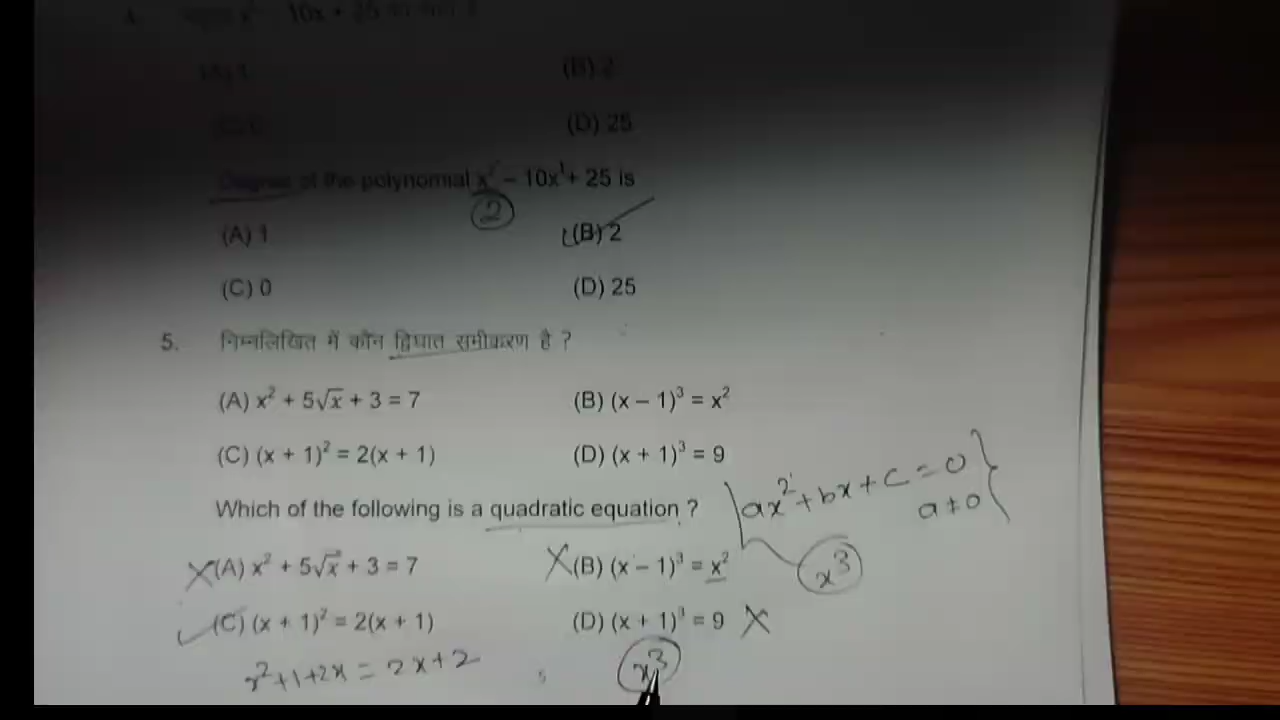 4. 10x + 25
(B) 2
(D) 25
Degree of the polynomial x² – 10x¹ + 25 is
②
(A) 1 (B) 2
(C) 0 (D) 25
5. निम्नलिखित में कौन द्विघात समीकरण है ?
(A) x² + 5√x + 3 = 7 (B) (x – 1)³ = x²
(C) (x + 1)² = 2(x + 1) (D) (x + 1)³ = 9
Which of the following is a quadratic equation ? ax² + bx + c = 0
a ≠ 0
(A) x² + 5√x + 3 = 7 (B) (x – 1)³ = x² x³
(C) (x + 1)² = 2(x + 1) (D) (x + 1)³ = 9
x² + 1 + 2x = 2x + 2 x³